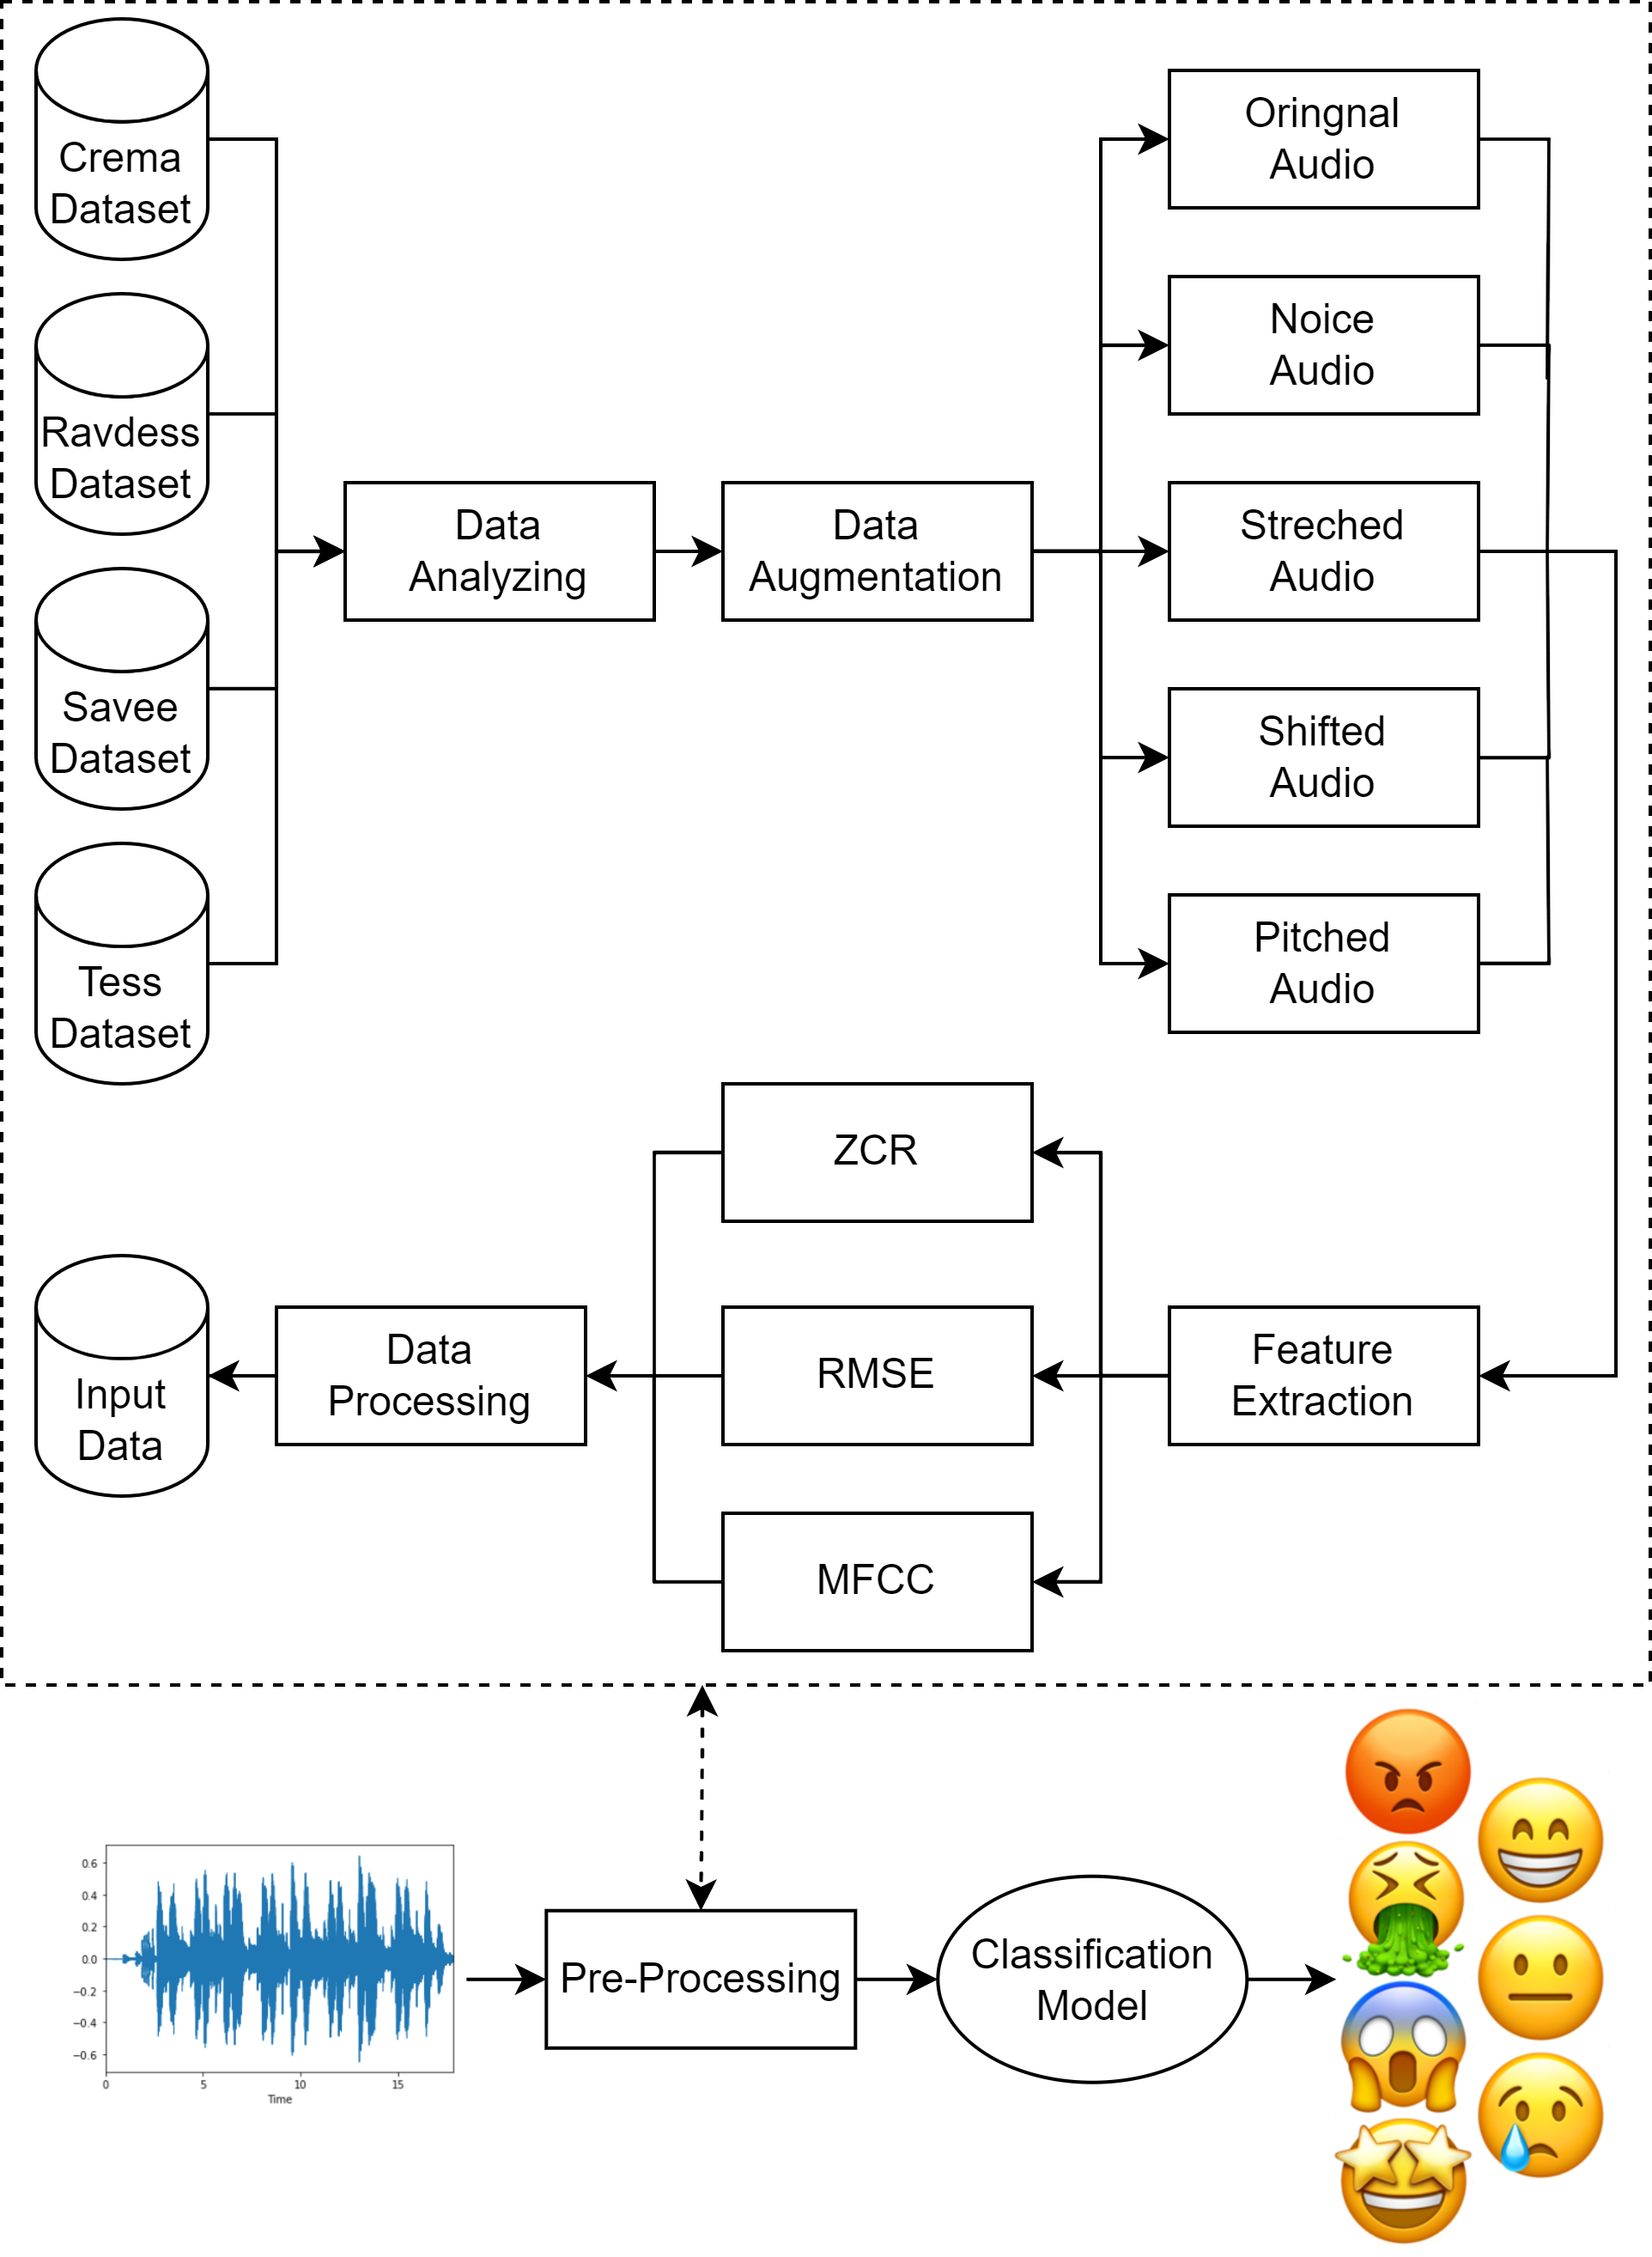 Crema
Dataset
Ravdess
Dataset
Savee
Dataset
Tess
Dataset
Data
Analyzing
Data
Augmentation
Oringnal
Audio
Noice
Audio
Streched
Audio
Shifted
Audio
Pitched
Audio
Feature
Extraction
ZCR
RMSE
MFCC
Data
Processing
Input
Data
0.6
0.4
0.2
0.0
−0.2
−0.4
−0.6
0 5 10 15
Time
Pre-Processing
Classification
Model